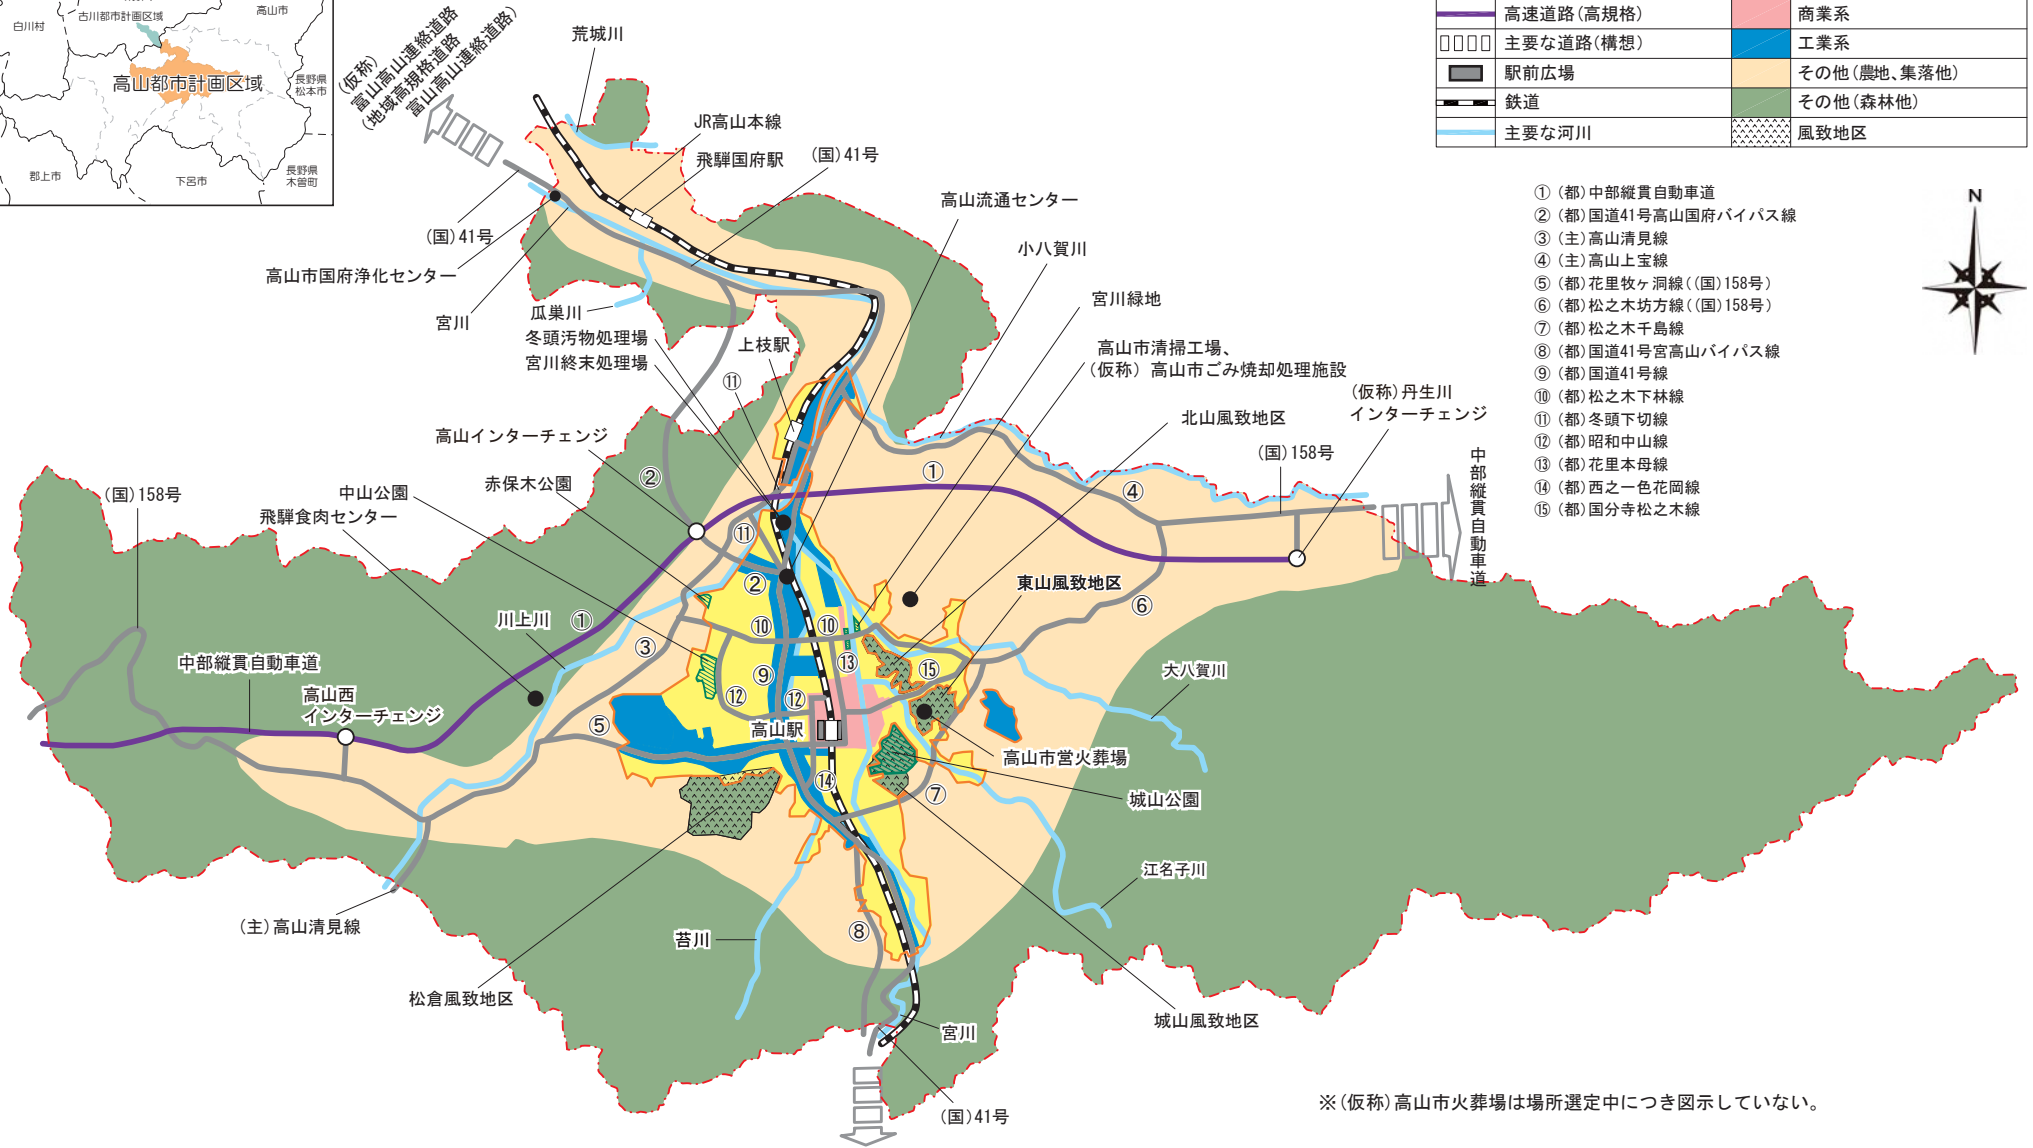 白川村
古川都市計画区域
高山市
高山都市計画区域
長野県
松本市
郡上市
下呂市
長野県
木曽町
(仮称)
富山高山連絡道路
(地域高規格道路
富山高山連絡道路)
荒城川
JR高山本線
飛騨国府駅
(国)41号
高山流通センター
小八賀川
宮川緑地
高山市清掃工場、
(仮称) 高山市ごみ焼却処理施設
(仮称)丹生川
インターチェンジ
北山風致地区
(国)158号
(国)41号
高山市国府浄化センター
宮川
瓜巣川
冬頭汚物処理場
宮川終末処理場
上枝駅
⑪
高山インターチェンジ
②
①
④
赤保木公園
中山公園
飛騨食肉センター
(国)158号
⑪
②
東山風致地区
⑥
川上川
①
③
⑩
⑩
⑬
⑮
⑨
⑫
⑫
中部縦貫自動車道
高山西
インターチェンジ
⑤
高山駅
大八賀川
高山市営火葬場
⑭
⑦
城山公園
江名子川
(主)高山清見線
苔川
⑧
松倉風致地区
城山風致地区
宮川
(国)41号
高速道路(高規格)
商業系
主要な道路(構想)
工業系
駅前広場
その他(農地、集落他)
鉄道
その他(森林他)
主要な河川
風致地区
① (都)中部縦貫自動車道
② (都)国道41号高山国府バイパス線
③ (主)高山清見線
④ (主)高山上宝線
⑤ (都)花里牧ヶ洞線((国)158号)
⑥ (都)松之木坊方線((国)158号)
⑦ (都)松之木千島線
⑧ (都)国道41号宮高山バイパス線
⑨ (都)国道41号線
⑩ (都)松之木下林線
⑪ (都)冬頭下切線
⑫ (都)昭和中山線
⑬ (都)花里本母線
⑭ (都)西之一色花岡線
⑮ (都)国分寺松之木線
N
中部縦貫自動車道
※(仮称)高山市火葬場は場所選定中につき図示していない。